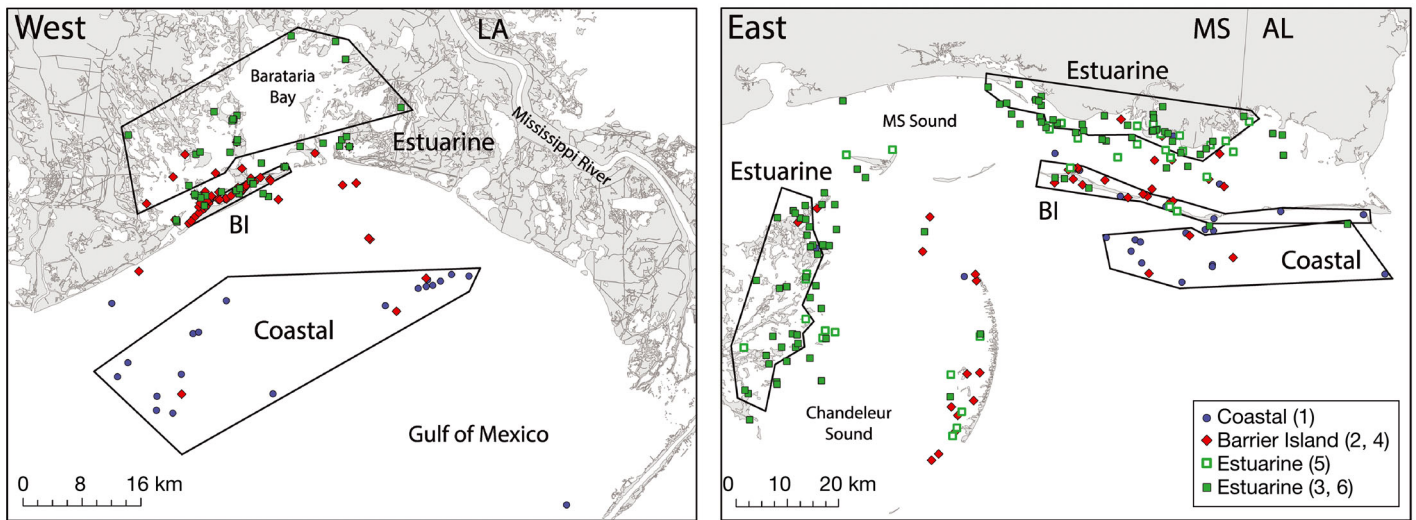 West
LA
Barataria
Bay
Estuarine
Mississippi River
BI
Coastal
Gulf of Mexico
0 8 16 km
East
MS AL
Estuarine
MS Sound
Estuarine
BI
Coastal
Chandeleur
Sound
0 5 10 20 km
Coastal (1)
Barrier Island (2, 4)
Estuarine (5)
Estuarine (3, 6)